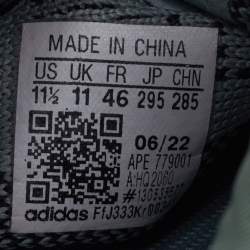 MADE IN CHINA
US UK FR JP CHN
11½ 11 46 295 285
06/22
APE 779001
A:HQ2060
adidas